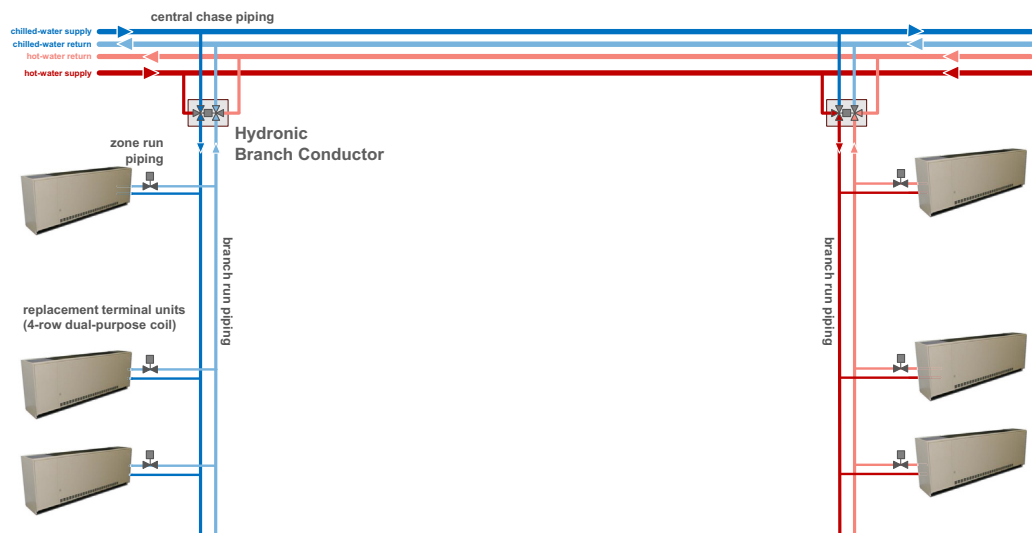 central chase piping
chilled-water supply
chilled-water return
hot-water return
hot-water supply
Hydronic
Branch Conductor
zone run
piping
branch run piping
branch run piping
replacement terminal units
(4-row dual-purpose coil)